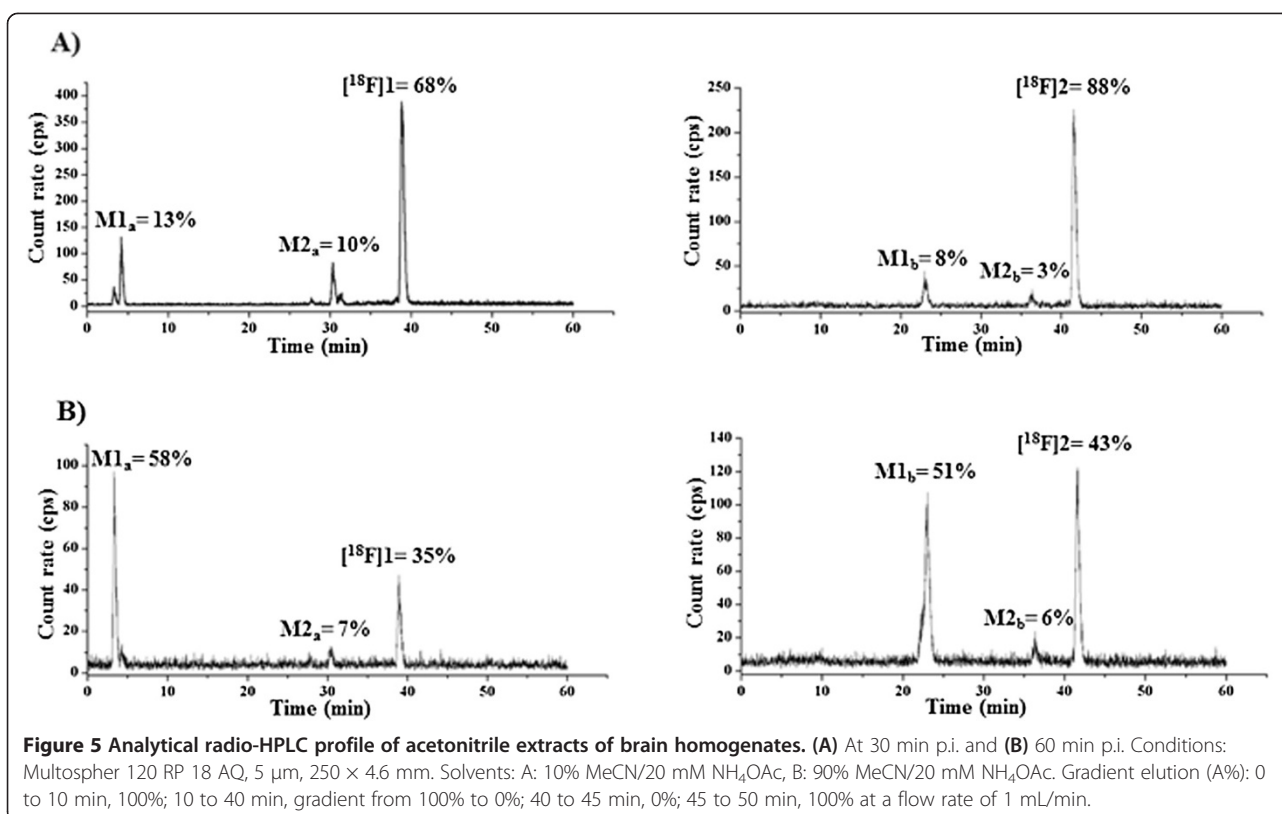 A)
[¹⁸F]1= 68%
M1ₐ= 13%
M2ₐ= 10%
Count rate (cps)
400
350
300
250
200
150
100
50
0
0 10 20 30 40 50 60
Time (min)
[¹⁸F]2= 88%
M1b= 8%
M2b= 3%
Count rate (cps)
250
200
150
100
50
0
0 10 20 30 40 50 60
Time (min)
B)
M1ₐ= 58%
[¹⁸F]1= 35%
M2ₐ= 7%
Count rate (cps)
100
80
60
40
20
0
0 10 20 30 40 50 60
Time (min)
[¹⁸F]2= 43%
M1b= 51%
M2b= 6%
Count rate (cps)
140
120
100
80
60
40
20
0
0 10 20 30 40 50 60
Time (min)
Figure 5 Analytical radio-HPLC profile of acetonitrile extracts of brain homogenates. (A) At 30 min p.i. and (B) 60 min p.i. Conditions:
Multospher 120 RP 18 AQ, 5 μm, 250 × 4.6 mm. Solvents: A: 10% MeCN/20 mM NH₄OAc, B: 90% MeCN/20 mM NH₄OAc. Gradient elution (A%): 0
to 10 min, 100%; 10 to 40 min, gradient from 100% to 0%; 40 to 45 min, 0%; 45 to 50 min, 100% at a flow rate of 1 mL/min.